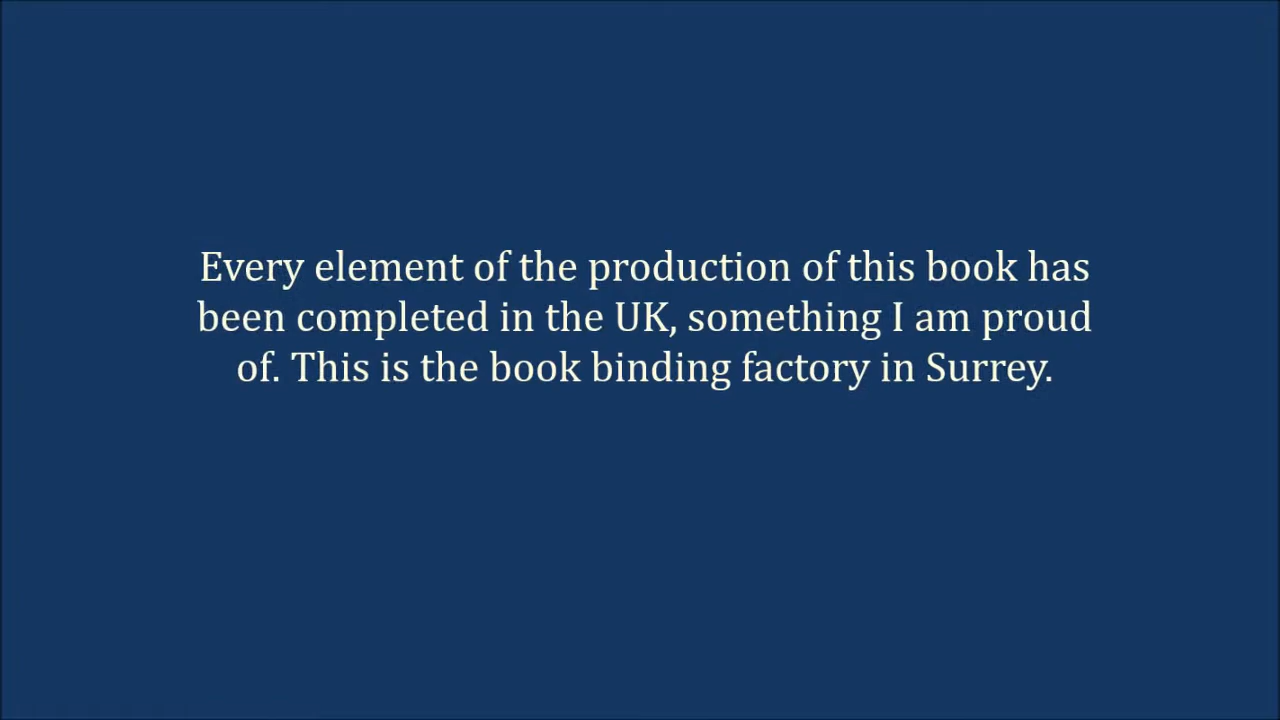 Every element of the production of this book has
been completed in the UK, something I am proud
of. This is the book binding factory in Surrey.